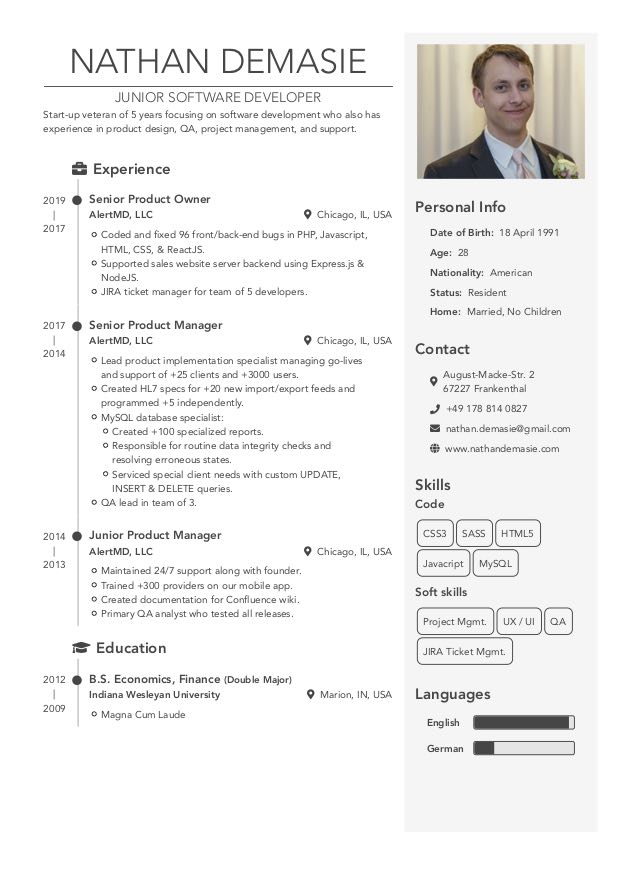 NATHAN DEMASIE
JUNIOR SOFTWARE DEVELOPER
Start-up veteran of 5 years focusing on software development who also has
experience in product design, QA, project management, and support.
Experience
2019
|
2017
Senior Product Owner
AlertMD, LLC Chicago, IL, USA
Coded and fixed 96 front/back-end bugs in PHP, Javascript,
HTML, CSS, & ReactJS.
Supported sales website server backend using Express.js &
NodeJS.
JIRA ticket manager for team of 5 developers.
2017
|
2014
Senior Product Manager
AlertMD, LLC Chicago, IL, USA
Lead product implementation specialist managing go-lives
and support of +25 clients and +3000 users.
Created HL7 specs for +20 new import/export feeds and
programmed +5 independently.
MySQL database specialist:
Created +100 specialized reports.
Responsible for routine data integrity checks and
resolving erroneous states.
Serviced special client needs with custom UPDATE,
INSERT & DELETE queries.
QA lead in team of 3.
2014
|
2013
Junior Product Manager
AlertMD, LLC Chicago, IL, USA
Maintained 24/7 support along with founder.
Trained +300 providers on our mobile app.
Created documentation for Confluence wiki.
Primary QA analyst who tested all releases.
Education
2012
|
2009
B.S. Economics, Finance (Double Major)
Indiana Wesleyan University Marion, IN, USA
Magna Cum Laude
Personal Info
Date of Birth: 18 April 1991
Age: 28
Nationality: American
Status: Resident
Home: Married, No Children
Contact
August-Macke-Str. 2
67227 Frankenthal
+49 178 814 0827
nathan.demasie@gmail.com
www.nathandemasie.com
Skills
Code
CSS3 SASS HTML5
Javacript MySQL
Soft skills
Project Mgmt. UX / UI QA
JIRA Ticket Mgmt.
Languages
English
German